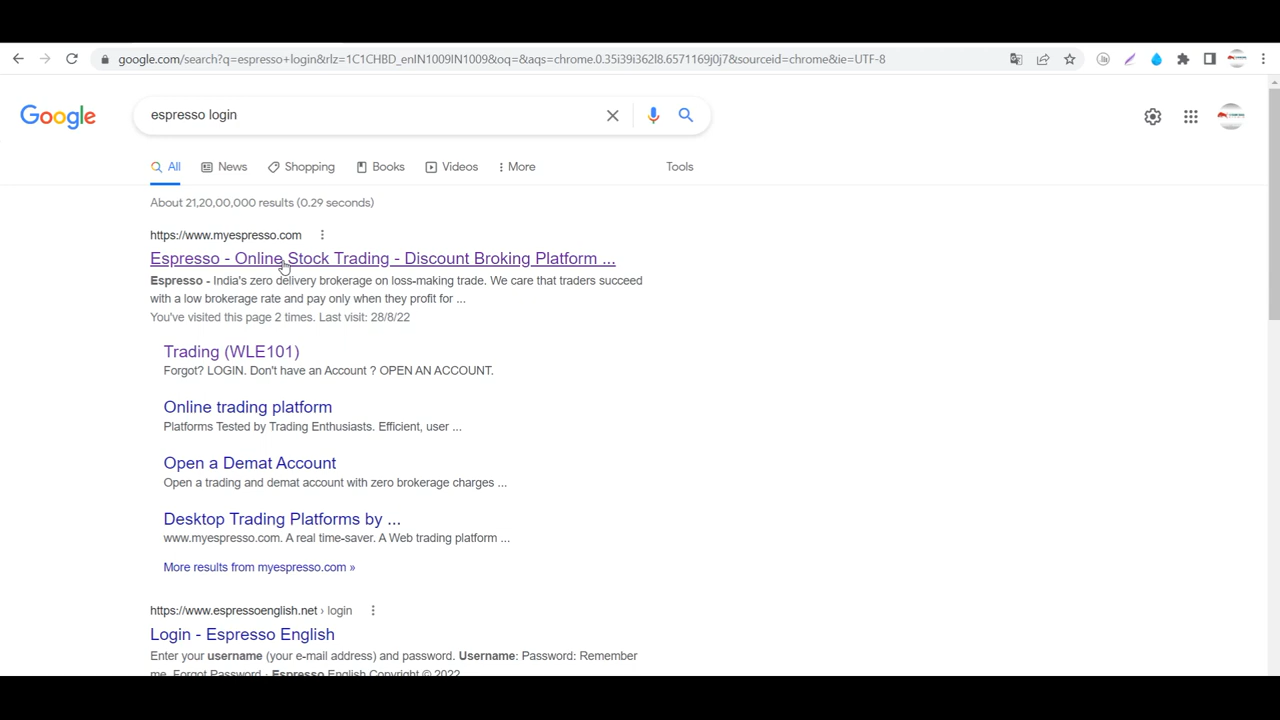 google.com/search?q=espresso+login&rlz=1C1CHBD_enIN1009IN1009&oq=&aqs=chrome.0.35i39i362l8.6571169j0j7&sourceid=chrome&ie=UTF-8
Google
espresso login
All News Shopping Books Videos More Tools
About 21,20,00,000 results (0.29 seconds)
https://www.myespresso.com
Espresso - Online Stock Trading - Discount Broking Platform ...
Espresso - India's zero delivery brokerage on loss-making trade. We care that traders succeed
with a low brokerage rate and pay only when they profit for ...
You've visited this page 2 times. Last visit: 28/8/22
Trading (WLE101)
Forgot? LOGIN. Don't have an Account ? OPEN AN ACCOUNT.
Online trading platform
Platforms Tested by Trading Enthusiasts. Efficient, user ...
Open a Demat Account
Open a trading and demat account with zero brokerage charges ...
Desktop Trading Platforms by ...
www.myespresso.com. A real time-saver. A Web trading platform ...
More results from myespresso.com »
https://www.espressoenglish.net › login
Login - Espresso English
Enter your username (your e-mail address) and password. Username: Password: Remember
me. Forgot Password · Espresso English Copyright © 2022